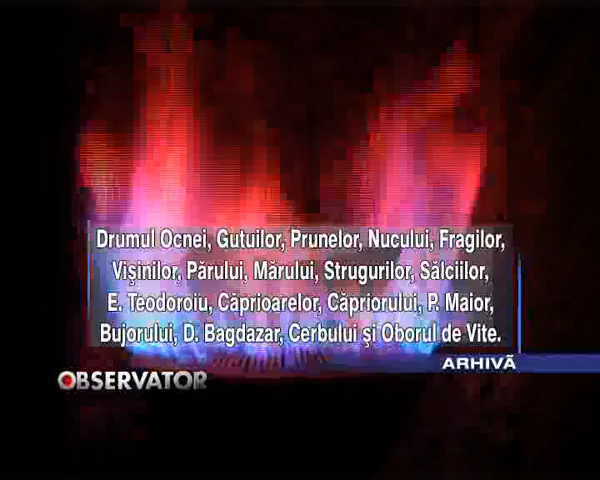 Drumul Ocnei, Gutuilor, Prunelor, Nucului, Fragilor,
Vişinilor, Părului, Mărului, Strugurilor, Sălciilor,
E. Teodoroiu, Căprioarelor, Căpriorului, P. Maior,
Bujorului, D. Bagdazar, Cerbului şi Oborul de Vite.
ARHIVĂ
OBSERVATOR